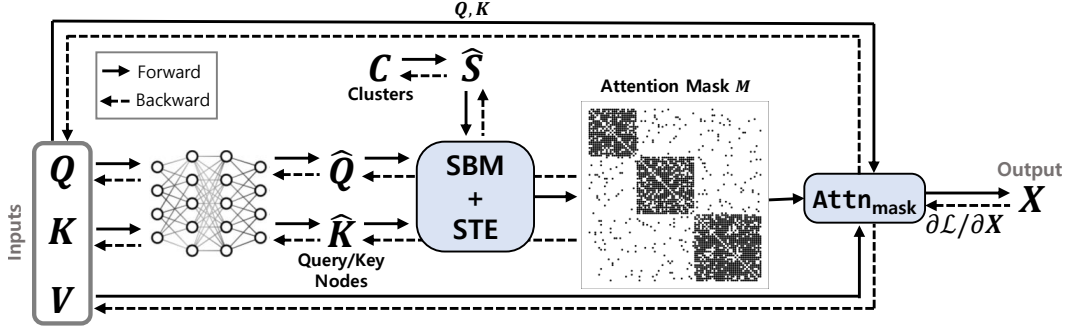 Q, K
Forward
Backward
C
Clusters
Ŝ
Attention Mask M
Inputs
Q
K
V
Q̂
K̂
Query/Key
Nodes
SBM
+
STE
Attn_mask
Output
X
∂ℒ/∂X